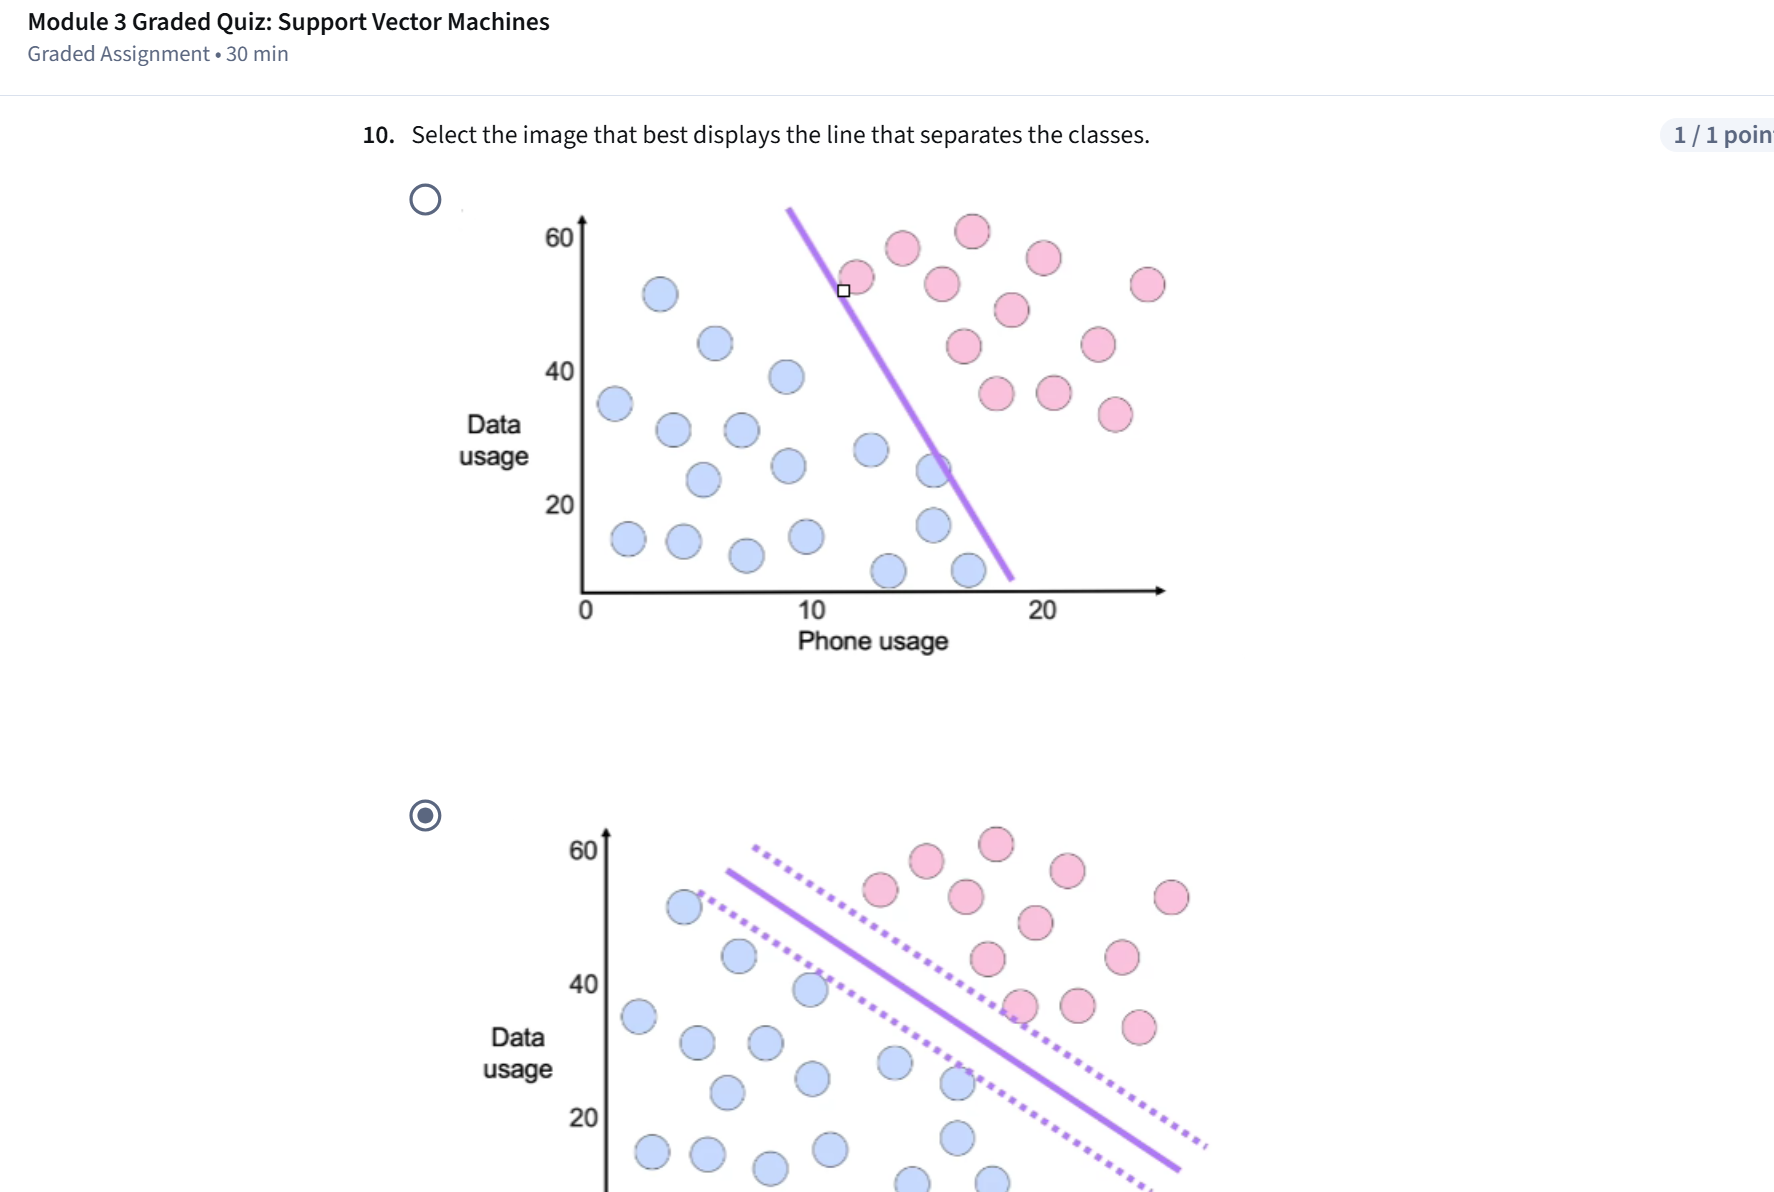 Module 3 Graded Quiz: Support Vector Machines
Graded Assignment • 30 min
10. Select the image that best displays the line that separates the classes.
1 / 1 poin
60
40
Data
usage
20
0 10 20
Phone usage
60
40
Data
usage
20